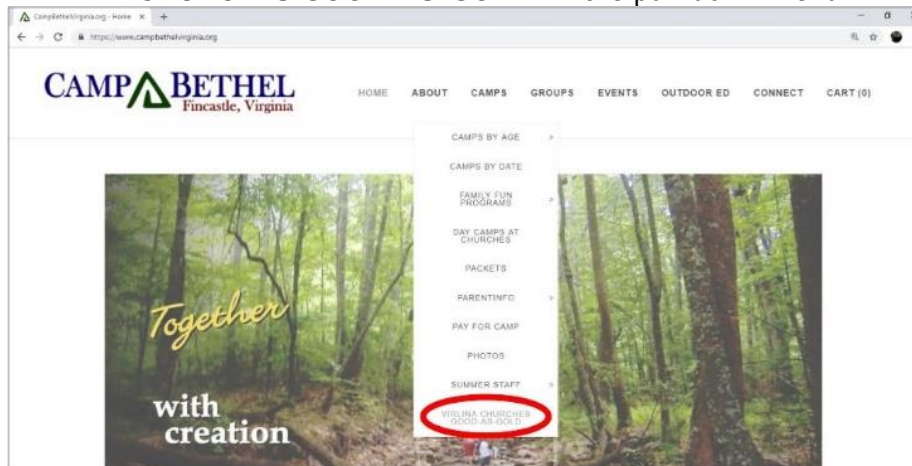 CampBethelVirginia.org - Home
https://www.campbethelvirginia.org
CAMP BETHEL
Fincastle, Virginia
HOME ABOUT CAMPS GROUPS EVENTS OUTDOOR ED CONNECT CART (0)
CAMPS BY AGE >
CAMPS BY DATE
FAMILY FUN
PROGRAMS >
DAY CAMPS AT
CHURCHES
PACKETS
PARENTINFO >
PAY FOR CAMP
PHOTOS
SUMMER STAFF >
VIRLINA CHURCHES
GOOD-AS-GOLD
Together
with
creation